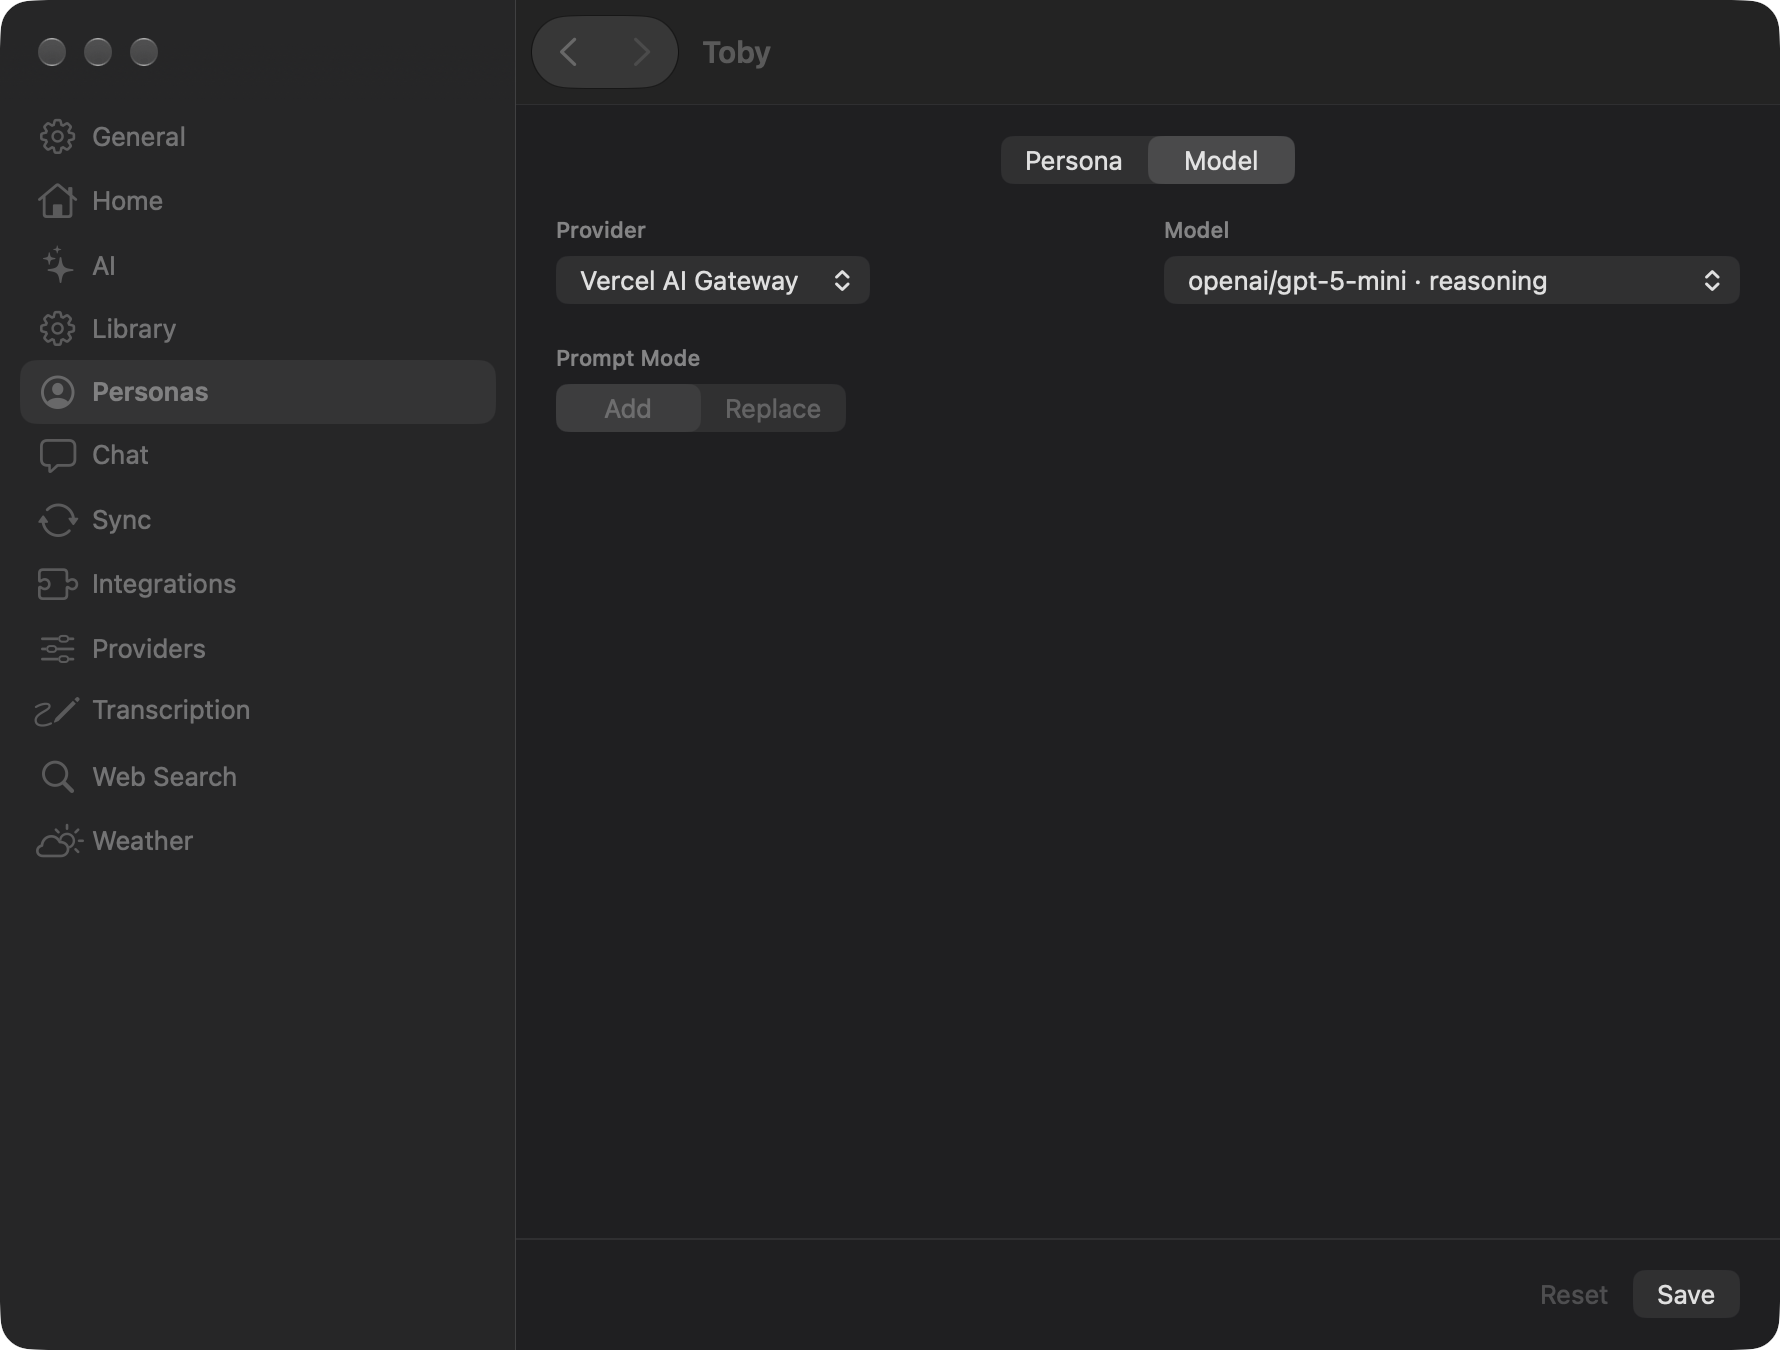 Toby
General
Home
AI
Library
Personas
Chat
Sync
Integrations
Providers
Transcription
Web Search
Weather
Persona
Model
Provider
Model
Vercel AI Gateway
openai/gpt-5-mini · reasoning
Prompt Mode
Add
Replace
Reset
Save